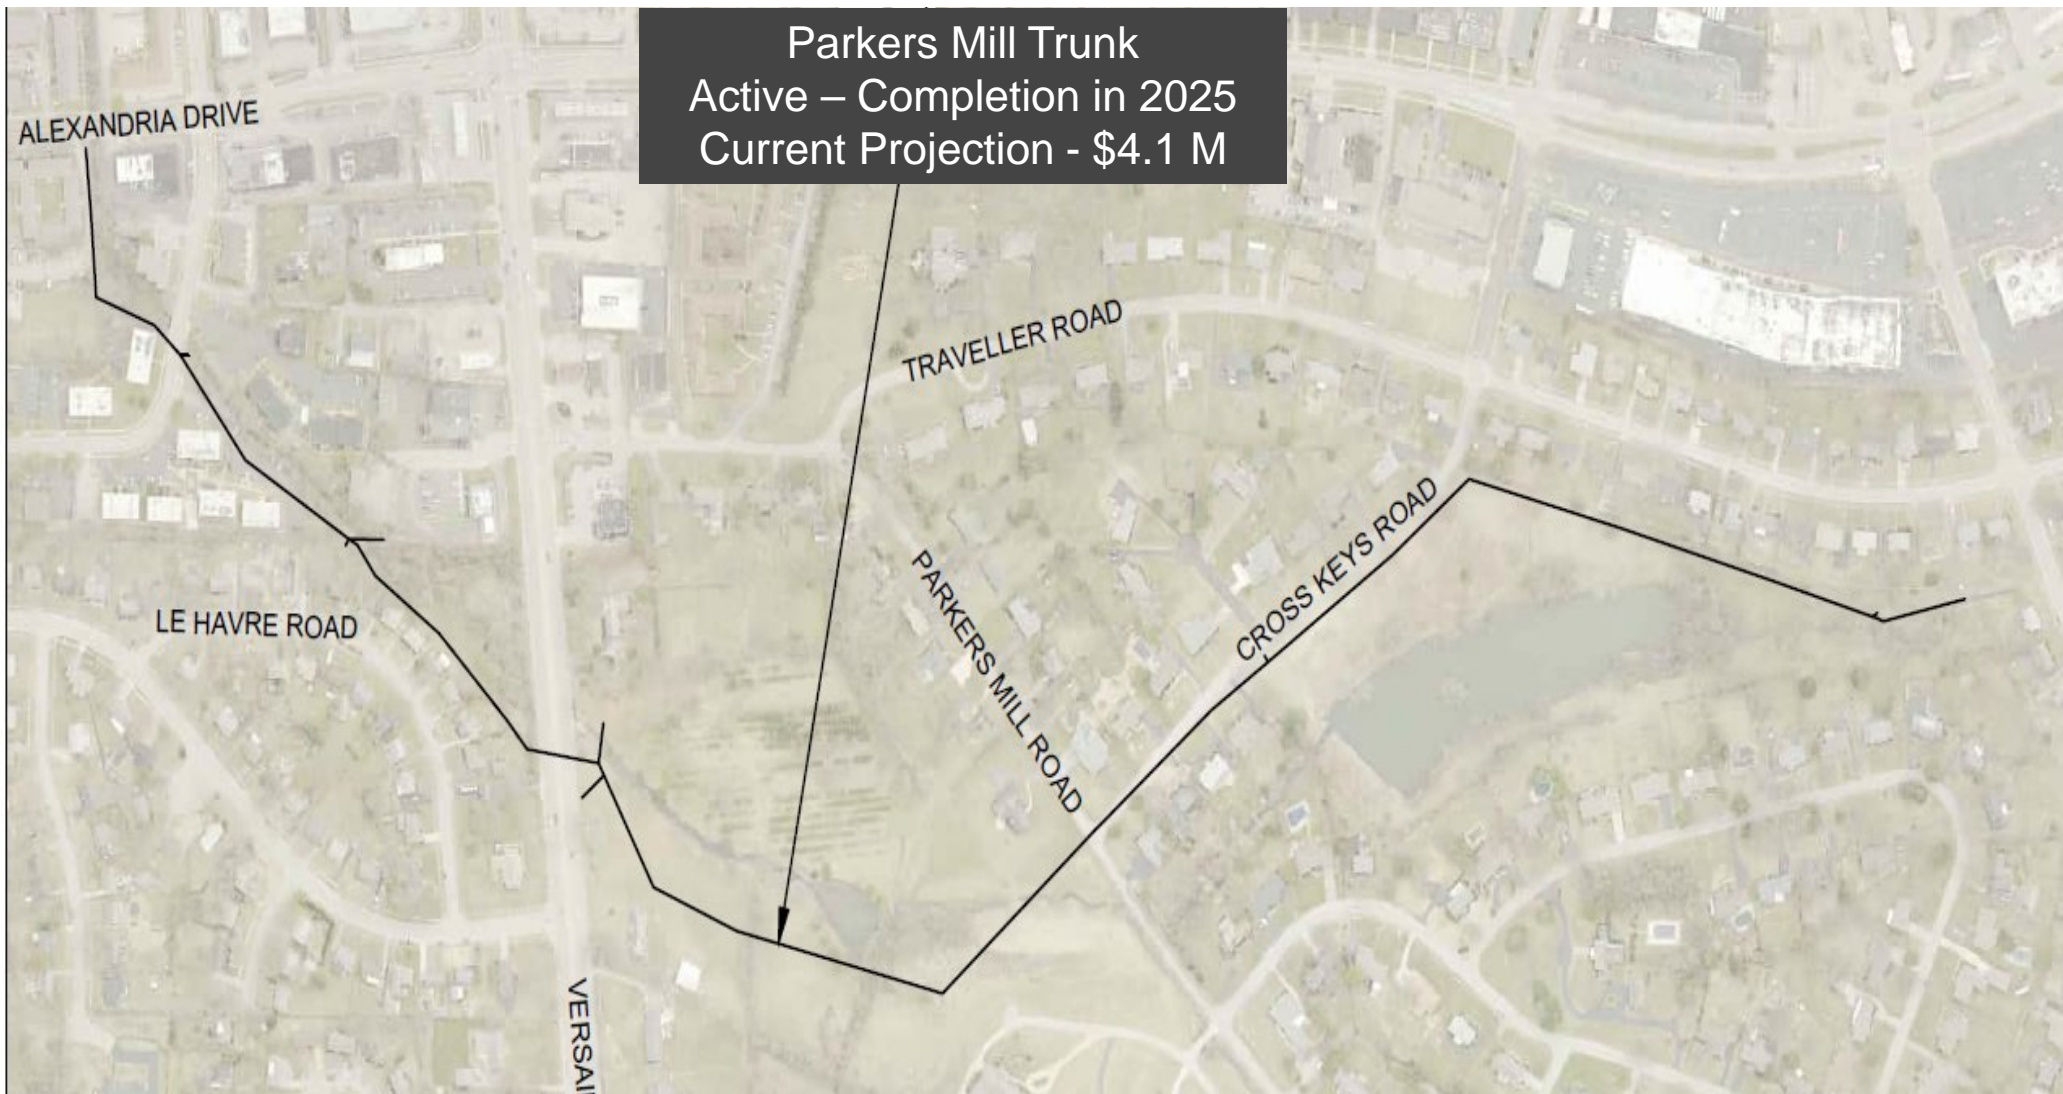 Parkers Mill Trunk
Active – Completion in 2025
Current Projection - $4.1 M
ALEXANDRIA DRIVE
TRAVELLER ROAD
CROSS KEYS ROAD
PARKERS MILL ROAD
LE HAVRE ROAD
VERSAI